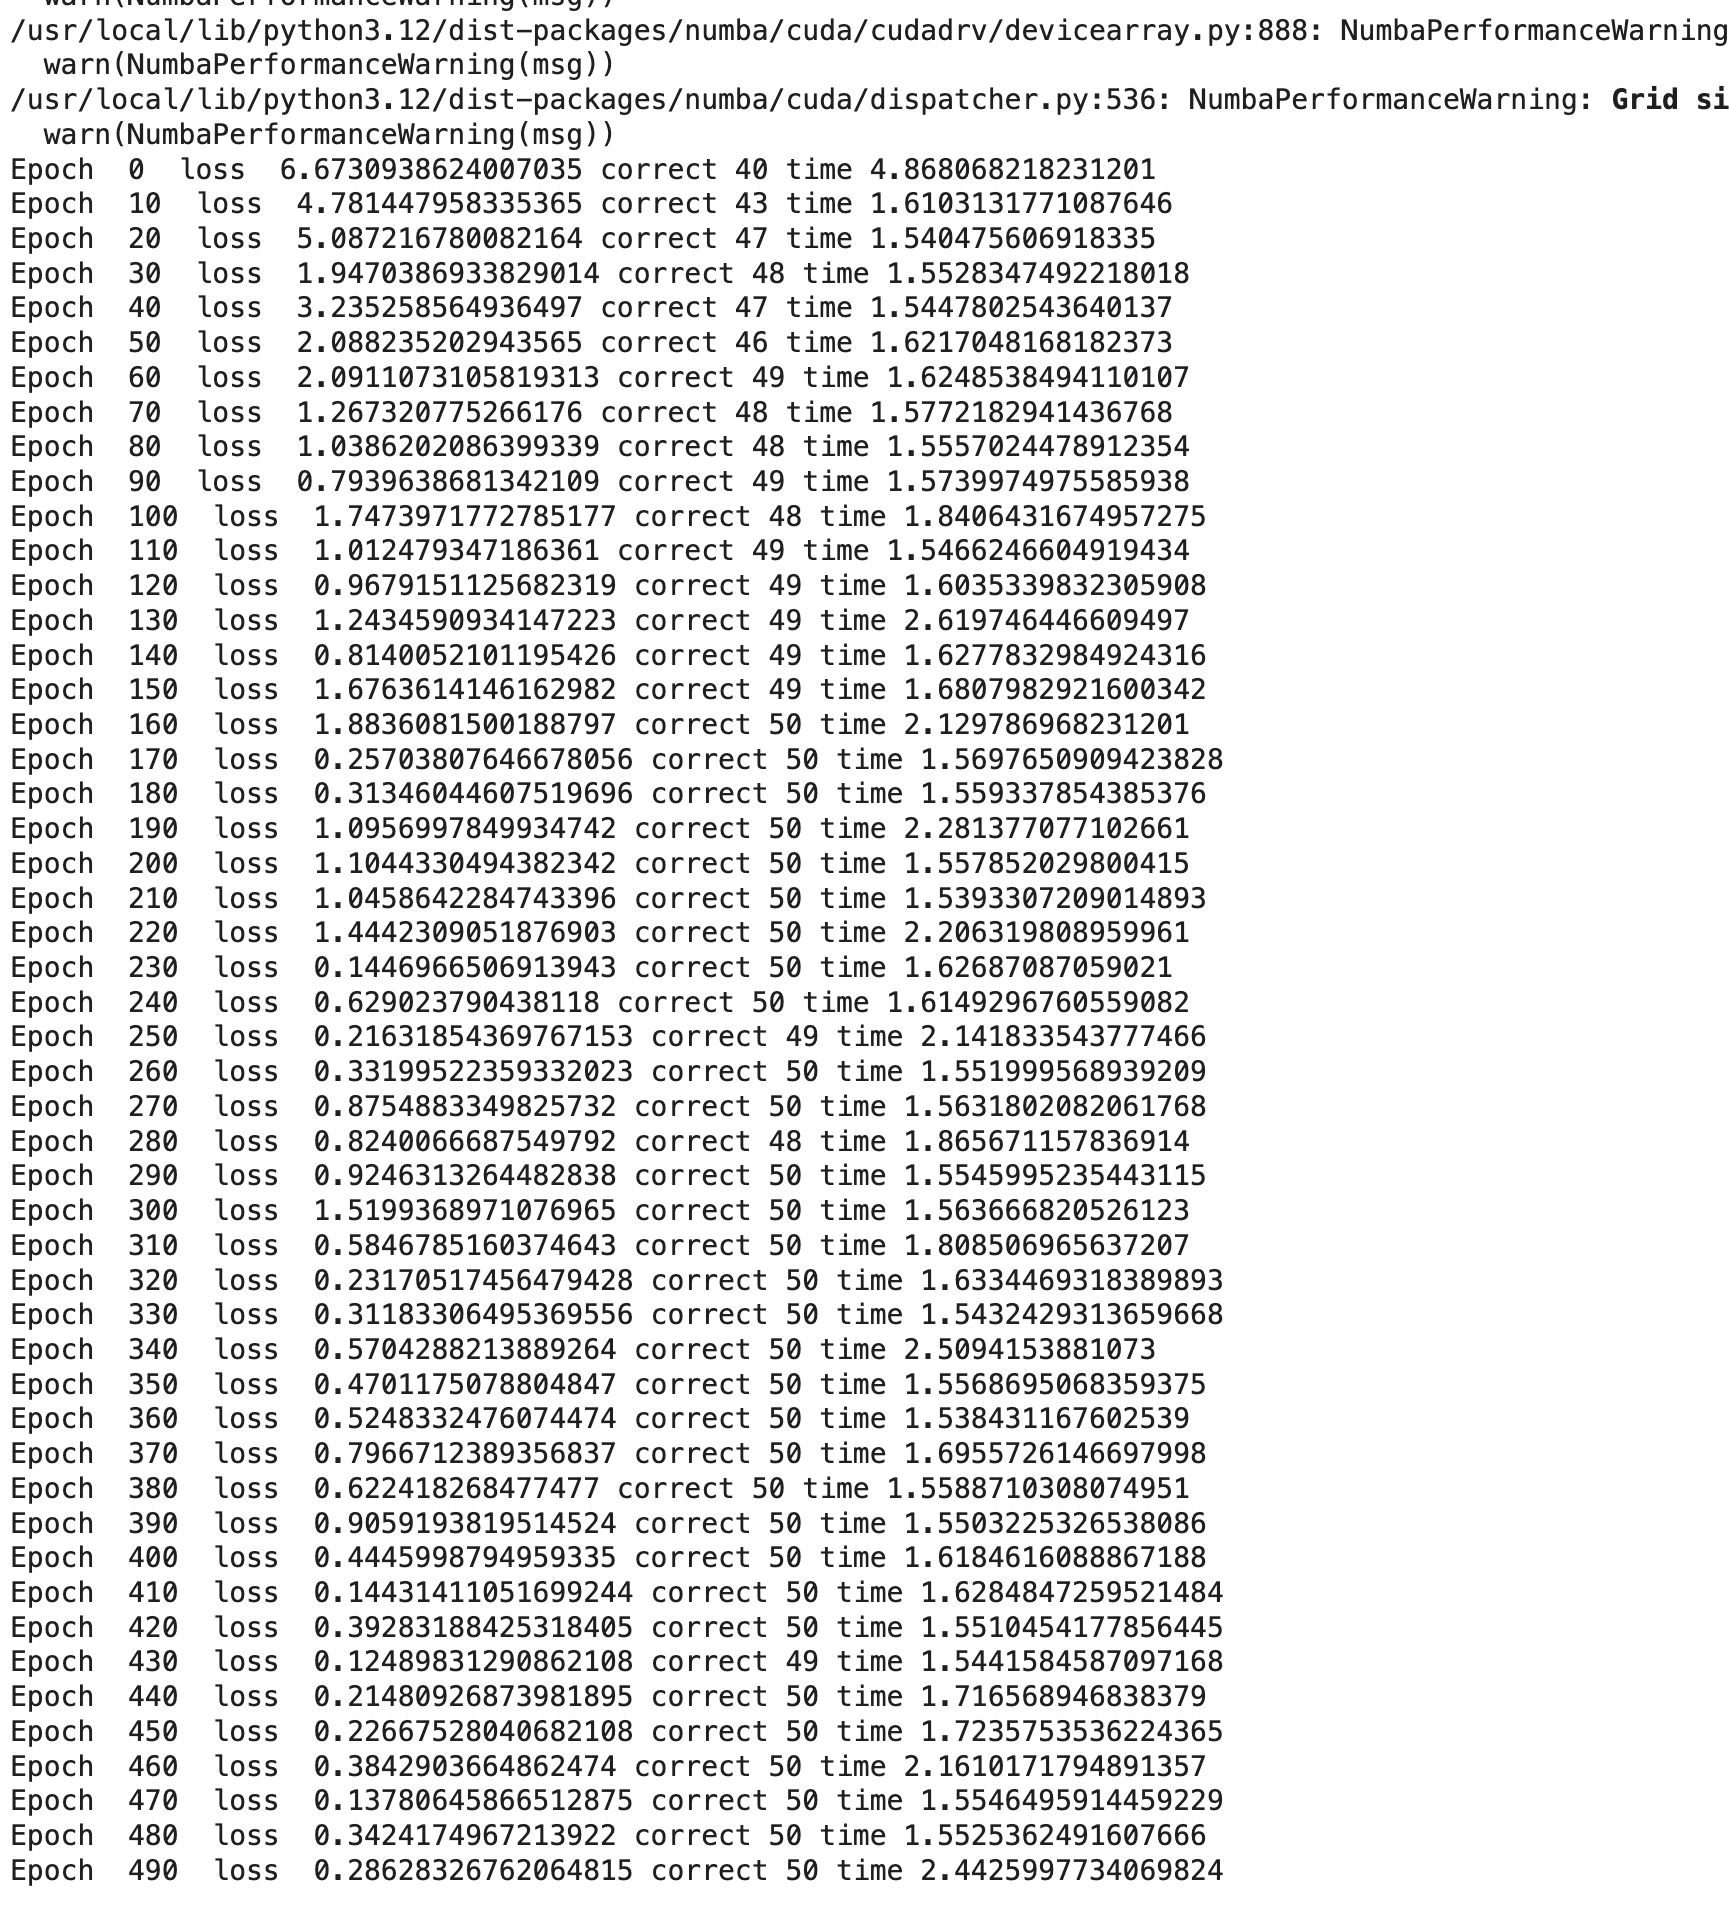 warn(NumbaPerformanceWarning(msg))
/usr/local/lib/python3.12/dist-packages/numba/cuda/cudadrv/devicearray.py:888: NumbaPerformanceWarning
  warn(NumbaPerformanceWarning(msg))
/usr/local/lib/python3.12/dist-packages/numba/cuda/dispatcher.py:536: NumbaPerformanceWarning: Grid si
  warn(NumbaPerformanceWarning(msg))
Epoch  0  loss  6.6730938624007035 correct 40 time 4.868068218231201
Epoch  10  loss  4.781447958335365 correct 43 time 1.6103131771087646
Epoch  20  loss  5.087216780082164 correct 47 time 1.540475606918335
Epoch  30  loss  1.9470386933829014 correct 48 time 1.5528347492218018
Epoch  40  loss  3.235258564936497 correct 47 time 1.5447802543640137
Epoch  50  loss  2.088235202943565 correct 46 time 1.6217048168182373
Epoch  60  loss  2.0911073105819313 correct 49 time 1.6248538494110107
Epoch  70  loss  1.267320775266176 correct 48 time 1.5772182941436768
Epoch  80  loss  1.0386202086399339 correct 48 time 1.5557024478912354
Epoch  90  loss  0.7939638681342109 correct 49 time 1.5739974975585938
Epoch  100  loss  1.7473971772785177 correct 48 time 1.8406431674957275
Epoch  110  loss  1.012479347186361 correct 49 time 1.5466246604919434
Epoch  120  loss  0.9679151125682319 correct 49 time 1.6035339832305908
Epoch  130  loss  1.2434590934147223 correct 49 time 2.619746446609497
Epoch  140  loss  0.8140052101195426 correct 49 time 1.6277832984924316
Epoch  150  loss  1.6763614146162982 correct 49 time 1.6807982921600342
Epoch  160  loss  1.8836081500188797 correct 50 time 2.129786968231201
Epoch  170  loss  0.25703807646678056 correct 50 time 1.5697650909423828
Epoch  180  loss  0.31346044607519696 correct 50 time 1.559337854385376
Epoch  190  loss  1.0956997849934742 correct 50 time 2.281377077102661
Epoch  200  loss  1.1044330494382342 correct 50 time 1.557852029800415
Epoch  210  loss  1.0458642284743396 correct 50 time 1.5393307209014893
Epoch  220  loss  1.4442309051876903 correct 50 time 2.206319808959961
Epoch  230  loss  0.1446966506913943 correct 50 time 1.62687087059021
Epoch  240  loss  0.629023790438118 correct 50 time 1.6149296760559082
Epoch  250  loss  0.21631854369767153 correct 49 time 2.141833543777466
Epoch  260  loss  0.33199522359332023 correct 50 time 1.551999568939209
Epoch  270  loss  0.8754883349825732 correct 50 time 1.5631802082061768
Epoch  280  loss  0.8240066687549792 correct 48 time 1.865671157836914
Epoch  290  loss  0.9246313264482838 correct 50 time 1.5545995235443115
Epoch  300  loss  1.5199368971076965 correct 50 time 1.563666820526123
Epoch  310  loss  0.5846785160374643 correct 50 time 1.808506965637207
Epoch  320  loss  0.23170517456479428 correct 50 time 1.6334469318389893
Epoch  330  loss  0.31183306495369556 correct 50 time 1.5432429313659668
Epoch  340  loss  0.5704288213889264 correct 50 time 2.5094153881073
Epoch  350  loss  0.4701175078804847 correct 50 time 1.5568695068359375
Epoch  360  loss  0.5248332476074474 correct 50 time 1.538431167602539
Epoch  370  loss  0.7966712389356837 correct 50 time 1.6955726146697998
Epoch  380  loss  0.622418268477477 correct 50 time 1.5588710308074951
Epoch  390  loss  0.9059193819514524 correct 50 time 1.5503225326538086
Epoch  400  loss  0.4445998794959335 correct 50 time 1.6184616088867188
Epoch  410  loss  0.14431411051699244 correct 50 time 1.6284847259521484
Epoch  420  loss  0.39283188425318405 correct 50 time 1.5510454177856445
Epoch  430  loss  0.12489831290862108 correct 49 time 1.5441584587097168
Epoch  440  loss  0.21480926873981895 correct 50 time 1.716568946838379
Epoch  450  loss  0.22667528040682108 correct 50 time 1.7235753536224365
Epoch  460  loss  0.3842903664862474 correct 50 time 2.1610171794891357
Epoch  470  loss  0.13780645866512875 correct 50 time 1.5546495914459229
Epoch  480  loss  0.3424174967213922 correct 50 time 1.5525362491607666
Epoch  490  loss  0.28628326762064815 correct 50 time 2.4425997734069824